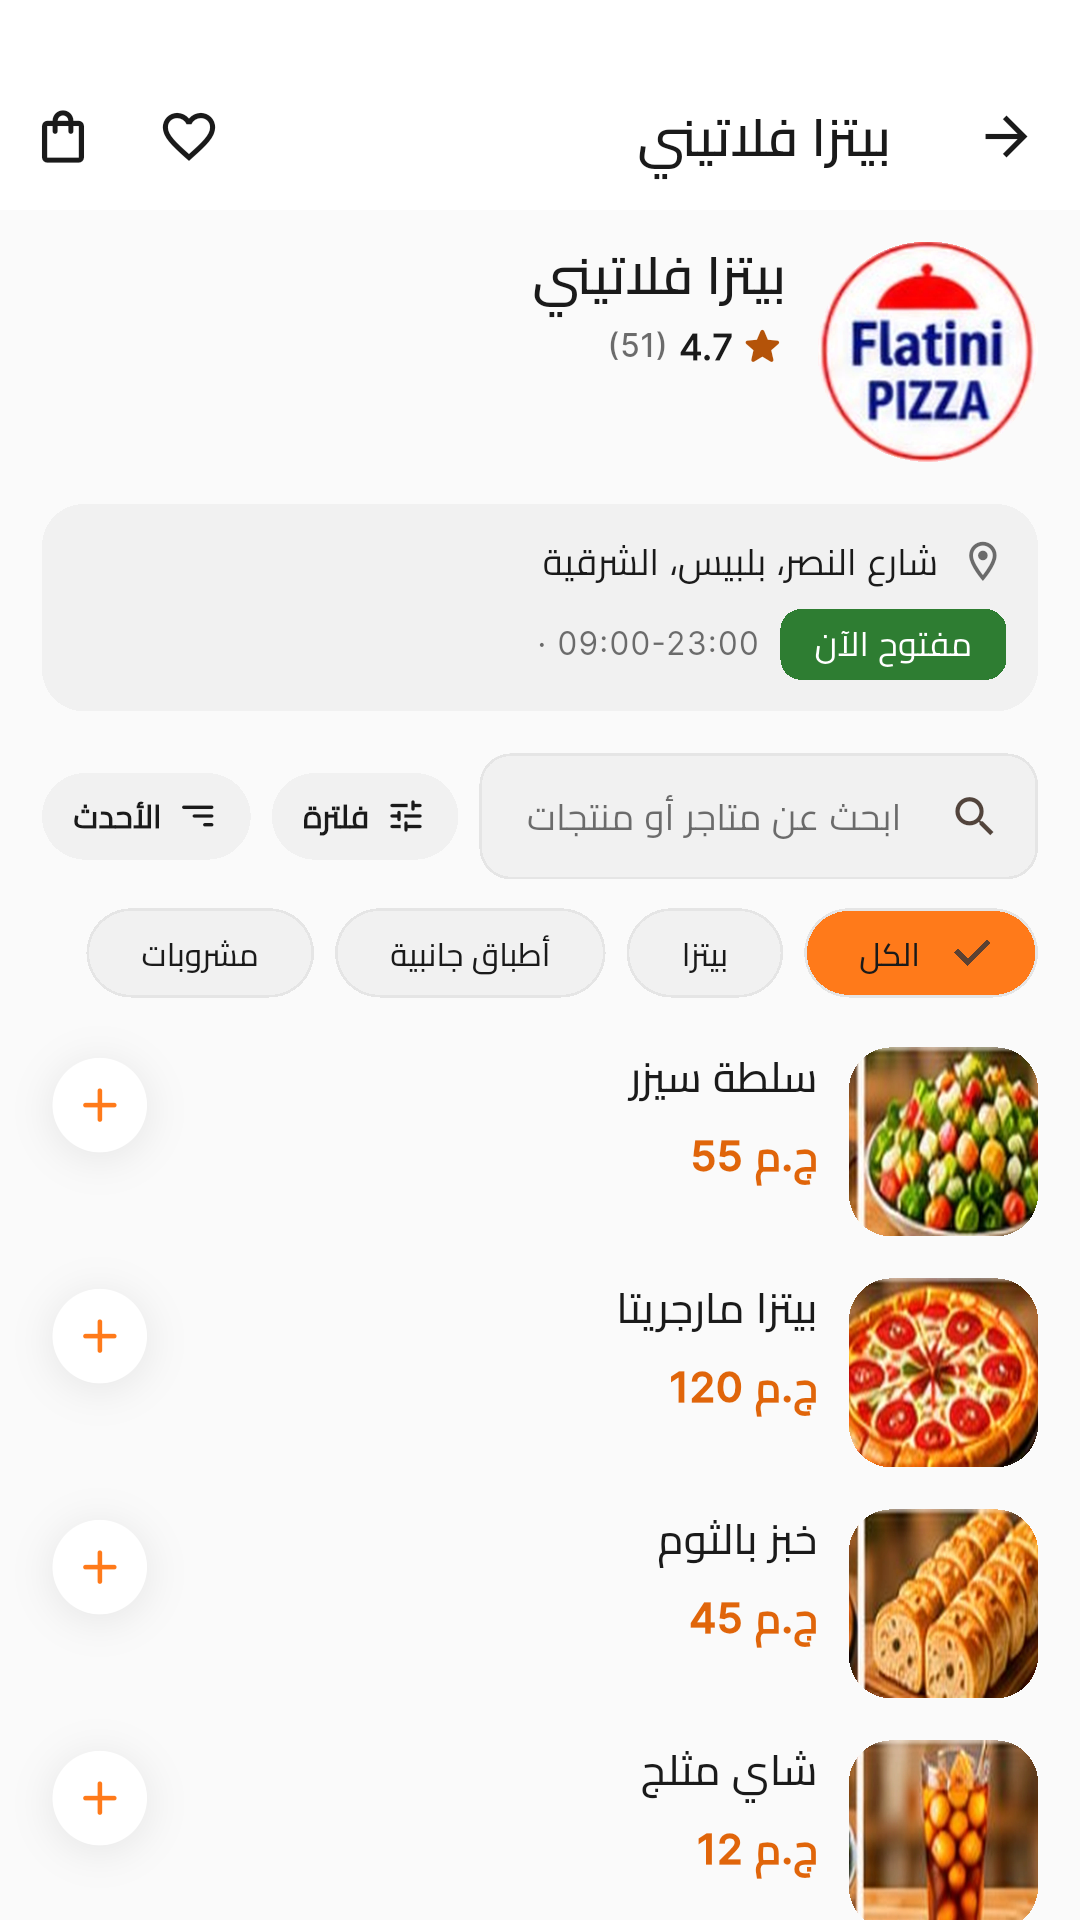 بيتزا فلاتيني
Flatini
PIZZA
بيتزا فلاتيني
4.7 (51)
شارع النصر، بلبيس، الشرقية
مفتوح الآن 09:00-23:00 ·
ابحث عن متاجر أو منتجات
فلترة
الأحدث
الكل
بيتزا
أطباق جانبية
مشروبات
سلطة سيزر
ج.م 55
بيتزا مارجريتا
ج.م 120
خبز بالثوم
ج.م 45
شاي مثلج
ج.م 12